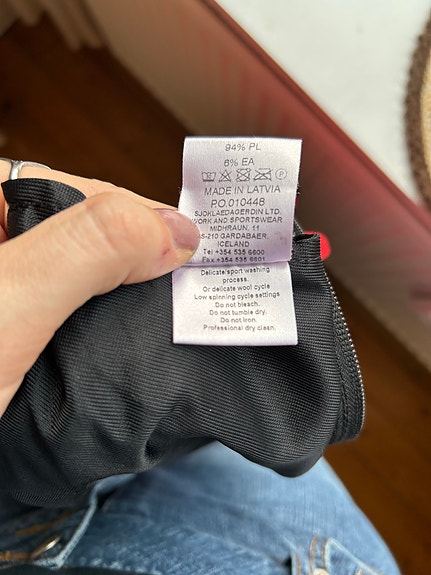 94% PL
6% EA
MADE IN LATVIA
PO.010448
SJOKLAEDAGERDIN LTD.
WORK AND SPORTSWEAR
MIDHRAUN, 11
IS-210 GARDABAER,
ICELAND
Tel +354 535 6600
Fax +354 535 6601
Delicate sport washing
process.
Or delicate wool cycle
Low spinning cycle settings
Do not bleach.
Do not tumble dry.
Do not Iron.
Professional dry clean.